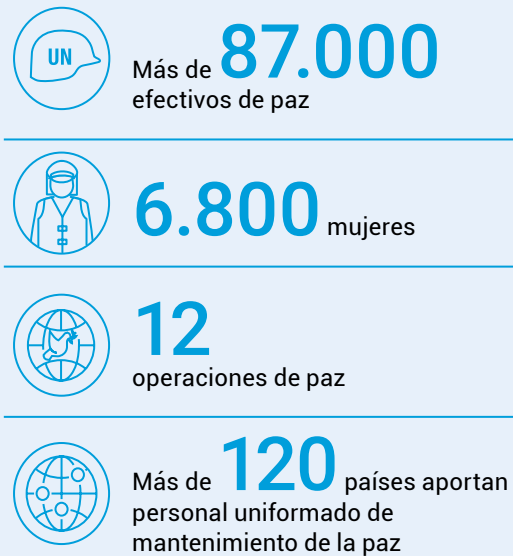 UN
Más de 87.000
efectivos de paz
6.800 mujeres
12
operaciones de paz
Más de 120 países aportan
personal uniformado de
mantenimiento de la paz